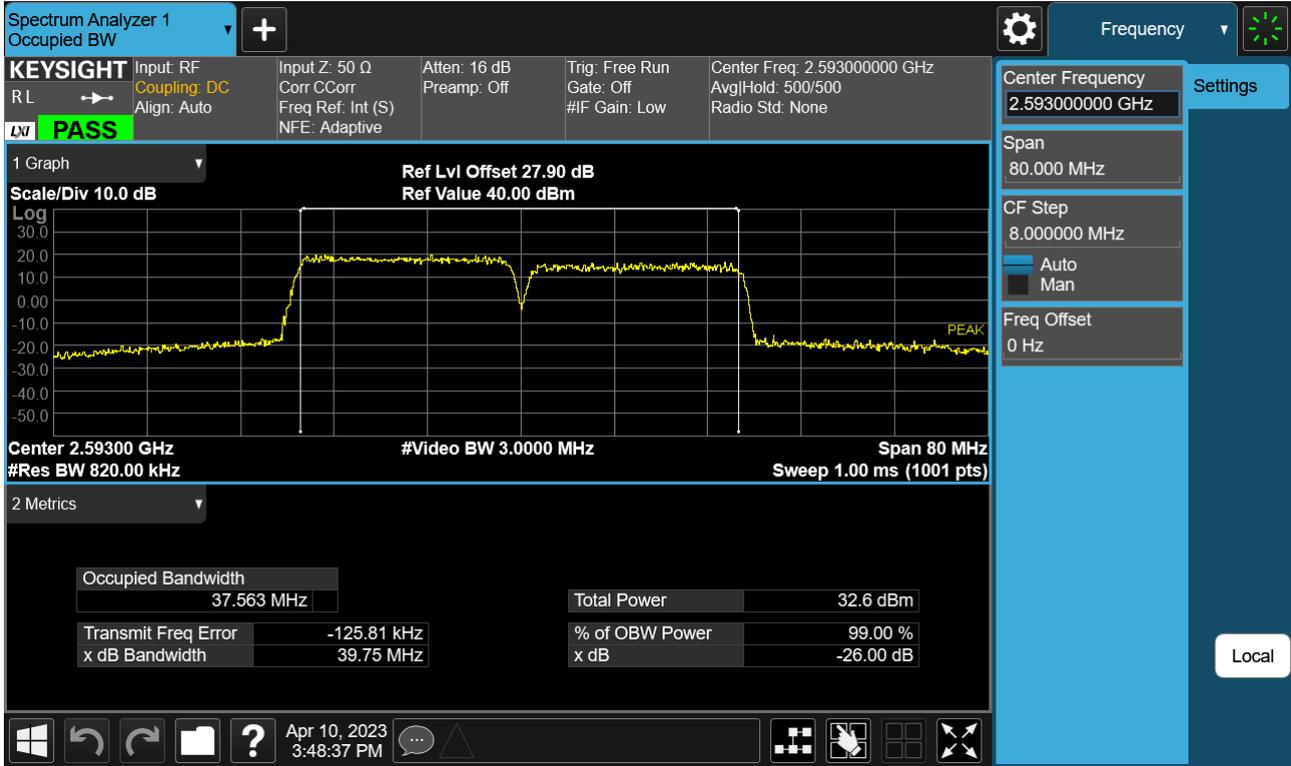 Spectrum Analyzer 1
Occupied BW
▼
+
Frequency
▼
KEYSIGHT
RL
LXI
PASS
Input: RF
Coupling: DC
Align: Auto
Input Z: 50 Ω
Corr CCorr
Freq Ref: Int (S)
NFE: Adaptive
Atten: 16 dB
Preamp: Off
Trig: Free Run
Gate: Off
#IF Gain: Low
Center Freq: 2.593000000 GHz
Avg|Hold: 500/500
Radio Std: None
Center Frequency
2.593000000 GHz
Settings
Span
80.000 MHz
CF Step
8.000000 MHz
Auto
Man
Freq Offset
0 Hz
Local
1 Graph
▼
Scale/Div 10.0 dB
Ref Lvl Offset 27.90 dB
Ref Value 40.00 dBm
Log
30.0
20.0
10.0
0.00
-10.0
-20.0
-30.0
-40.0
-50.0
PEAK
Center 2.59300 GHz
#Video BW 3.0000 MHz
Span 80 MHz
#Res BW 820.00 kHz
Sweep 1.00 ms (1001 pts)
2 Metrics
▼
Occupied Bandwidth
37.563 MHz
Total Power 32.6 dBm
Transmit Freq Error -125.81 kHz
% of OBW Power 99.00 %
x dB Bandwidth 39.75 MHz
x dB -26.00 dB
?
Apr 10, 2023
3:48:37 PM